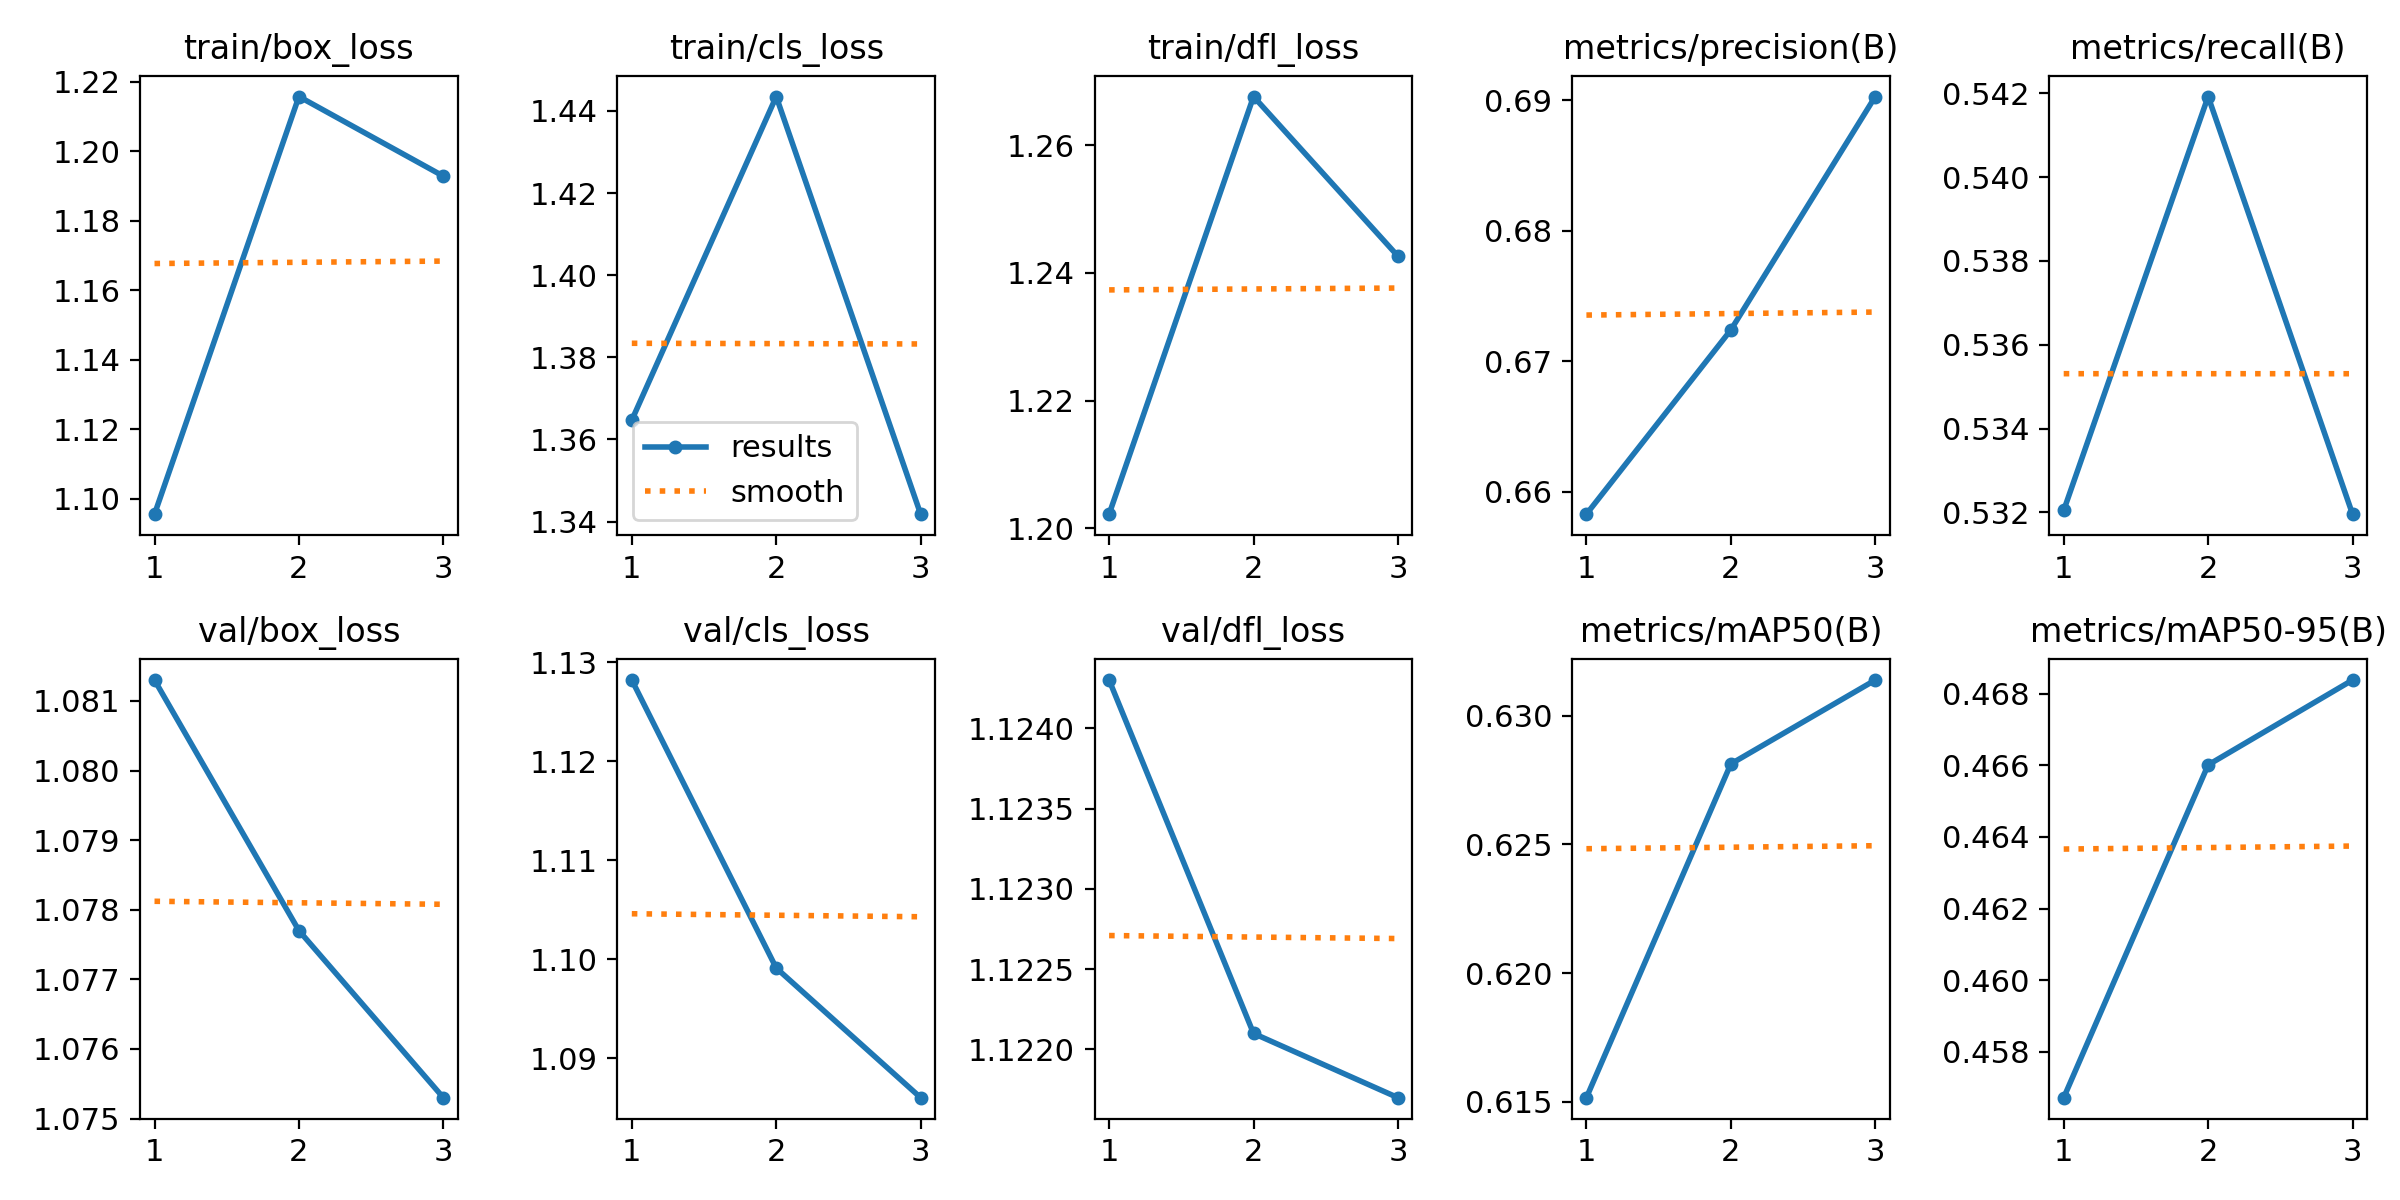 train/box_loss
1.22
1.20
1.18
1.16
1.14
1.12
1.10
1 2 3
train/cls_loss
1.44
1.42
1.40
1.38
1.36
1.34
results
smooth
1 2 3
train/dfl_loss
1.26
1.24
1.22
1.20
1 2 3
metrics/precision(B)
0.69
0.68
0.67
0.66
1 2 3
metrics/recall(B)
0.542
0.540
0.538
0.536
0.534
0.532
1 2 3
val/box_loss
1.081
1.080
1.079
1.078
1.077
1.076
1.075
1 2 3
val/cls_loss
1.13
1.12
1.11
1.10
1.09
1 2 3
val/dfl_loss
1.1240
1.1235
1.1230
1.1225
1.1220
1 2 3
metrics/mAP50(B)
0.630
0.625
0.620
0.615
1 2 3
metrics/mAP50-95(B)
0.468
0.466
0.464
0.462
0.460
0.458
1 2 3